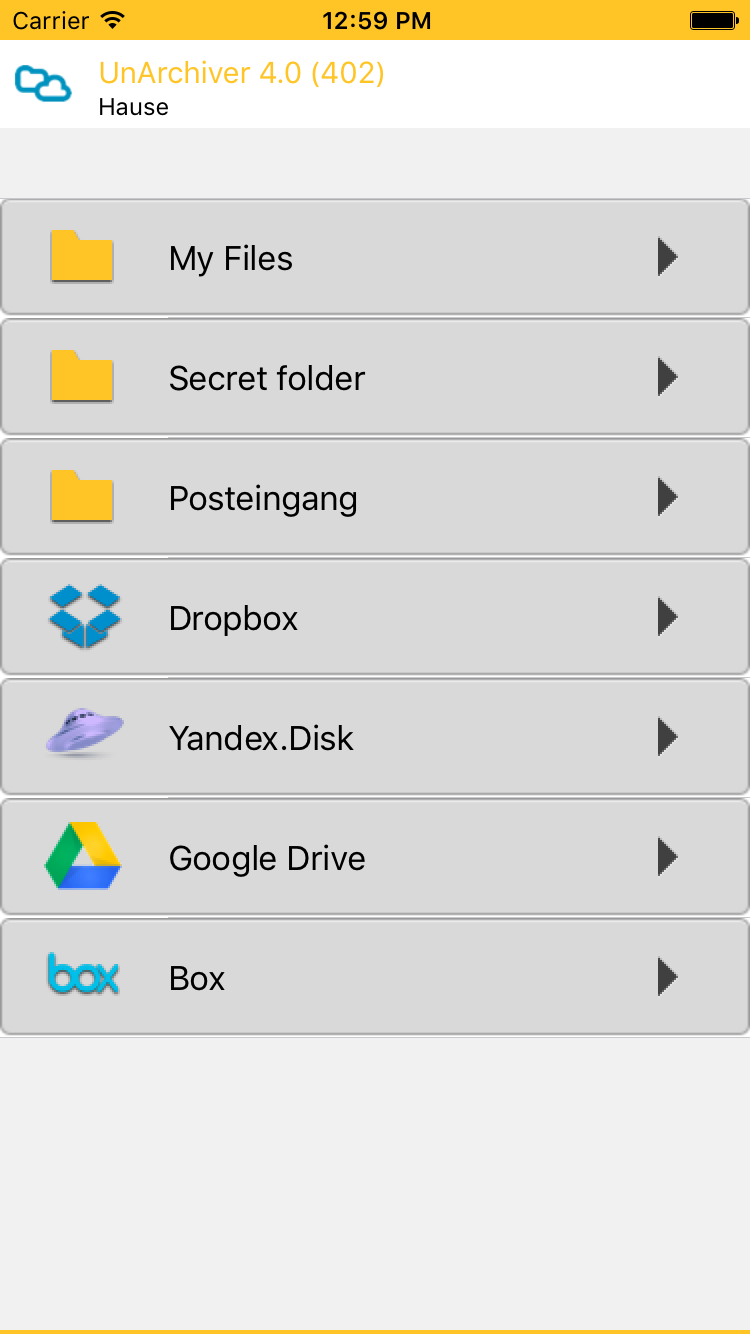 Carrier 12:59 PM
UnArchiver 4.0 (402)
Hause
My Files
Secret folder
Posteingang
Dropbox
Yandex.Disk
Google Drive
box Box